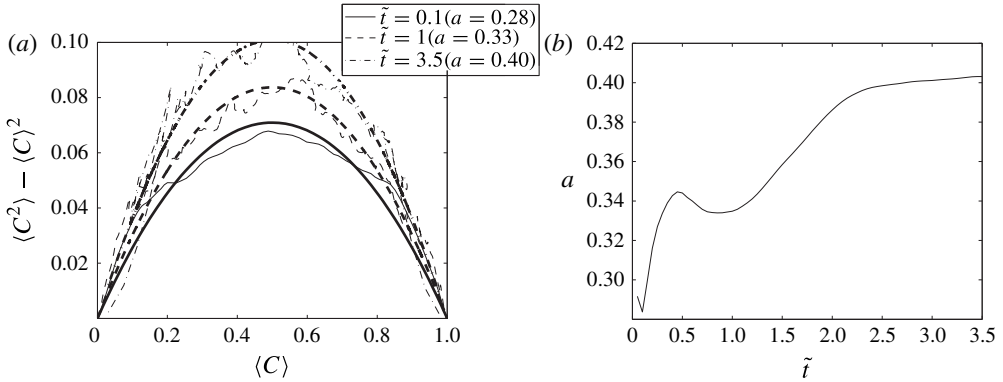 (a)
t̃ = 0.1(a = 0.28)
t̃ = 1(a = 0.33)
t̃ = 3.5(a = 0.40)
0.10
0.08
0.06
0.04
0.02
⟨C²⟩ − ⟨C⟩²
0 0.2 0.4 0.6 0.8 1.0
⟨C⟩
(b)
0.42
0.40
0.38
0.36
0.34
0.32
0.30
a
0 0.5 1.0 1.5 2.0 2.5 3.0 3.5
t̃